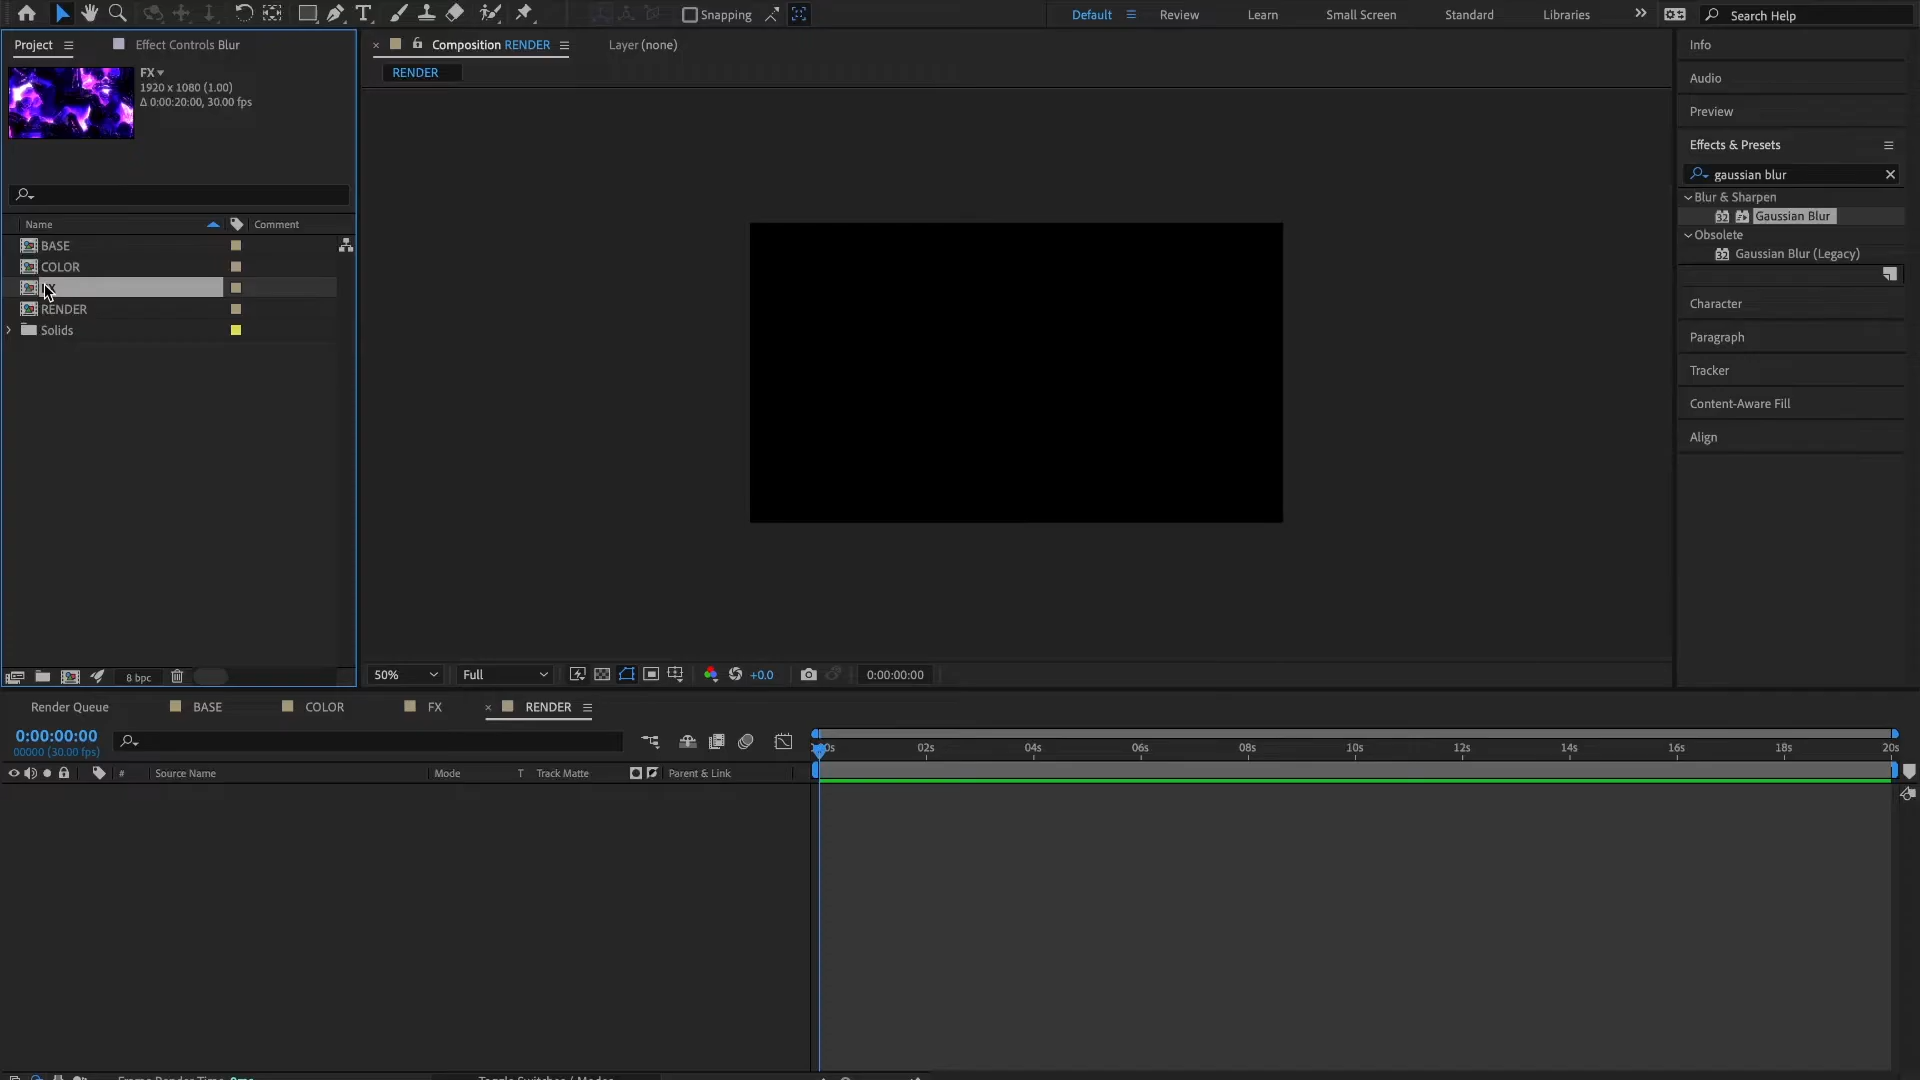 Snapping
Default
Review
Learn
Small Screen
Standard
Libraries
Search Help
Project
Effect Controls Blur
Composition RENDER
Layer (none)
RENDER
FX
1920 x 1080 (1.00)
Δ 0:00:20:00, 30.00 fps
Name
Comment
BASE
COLOR
RENDER
Solids
8 bpc
50%
Full
+0.0
0:00:00:00
Info
Audio
Preview
Effects & Presets
gaussian blur
Blur & Sharpen
32
Gaussian Blur
Obsolete
32
Gaussian Blur (Legacy)
Character
Paragraph
Tracker
Content-Aware Fill
Align
Render Queue
BASE
COLOR
FX
RENDER
0:00:00:00
00000 (30.00 fps)
#
Source Name
Mode
T
Track Matte
Parent & Link
02s
04s
06s
08s
10s
12s
14s
16s
18s
20s
Frame Render Time 0ms
Toggle Switches / Modes